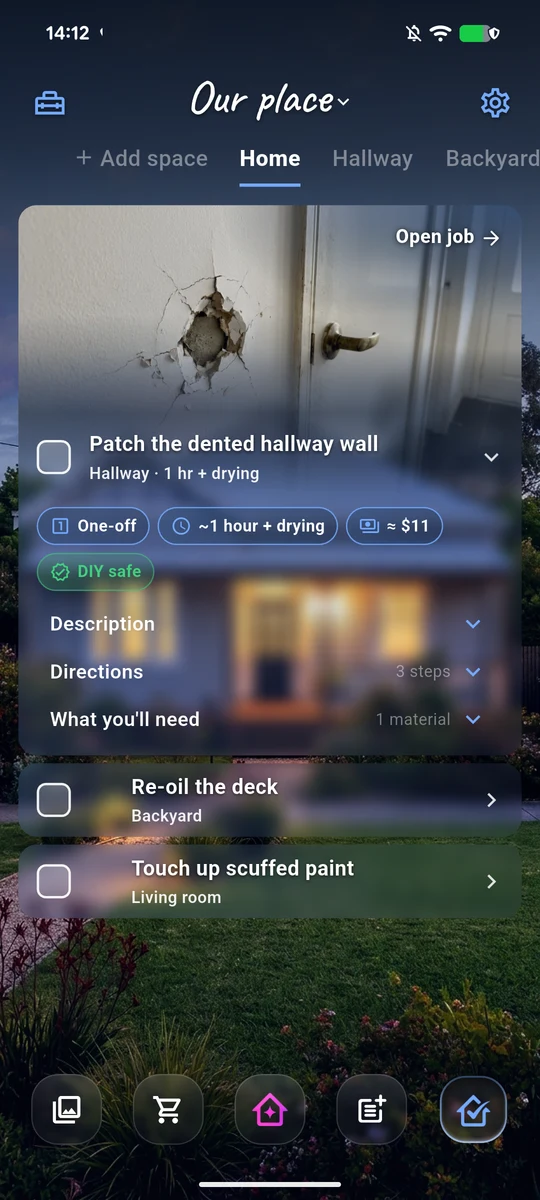 14:12
Our place
+ Add space Home Hallway Backyard
Open job →
Patch the dented hallway wall
Hallway · 1 hr + drying
One-off ~1 hour + drying ≈ $11
DIY safe
Description
Directions 3 steps
What you'll need 1 material
Re-oil the deck
Backyard
Touch up scuffed paint
Living room